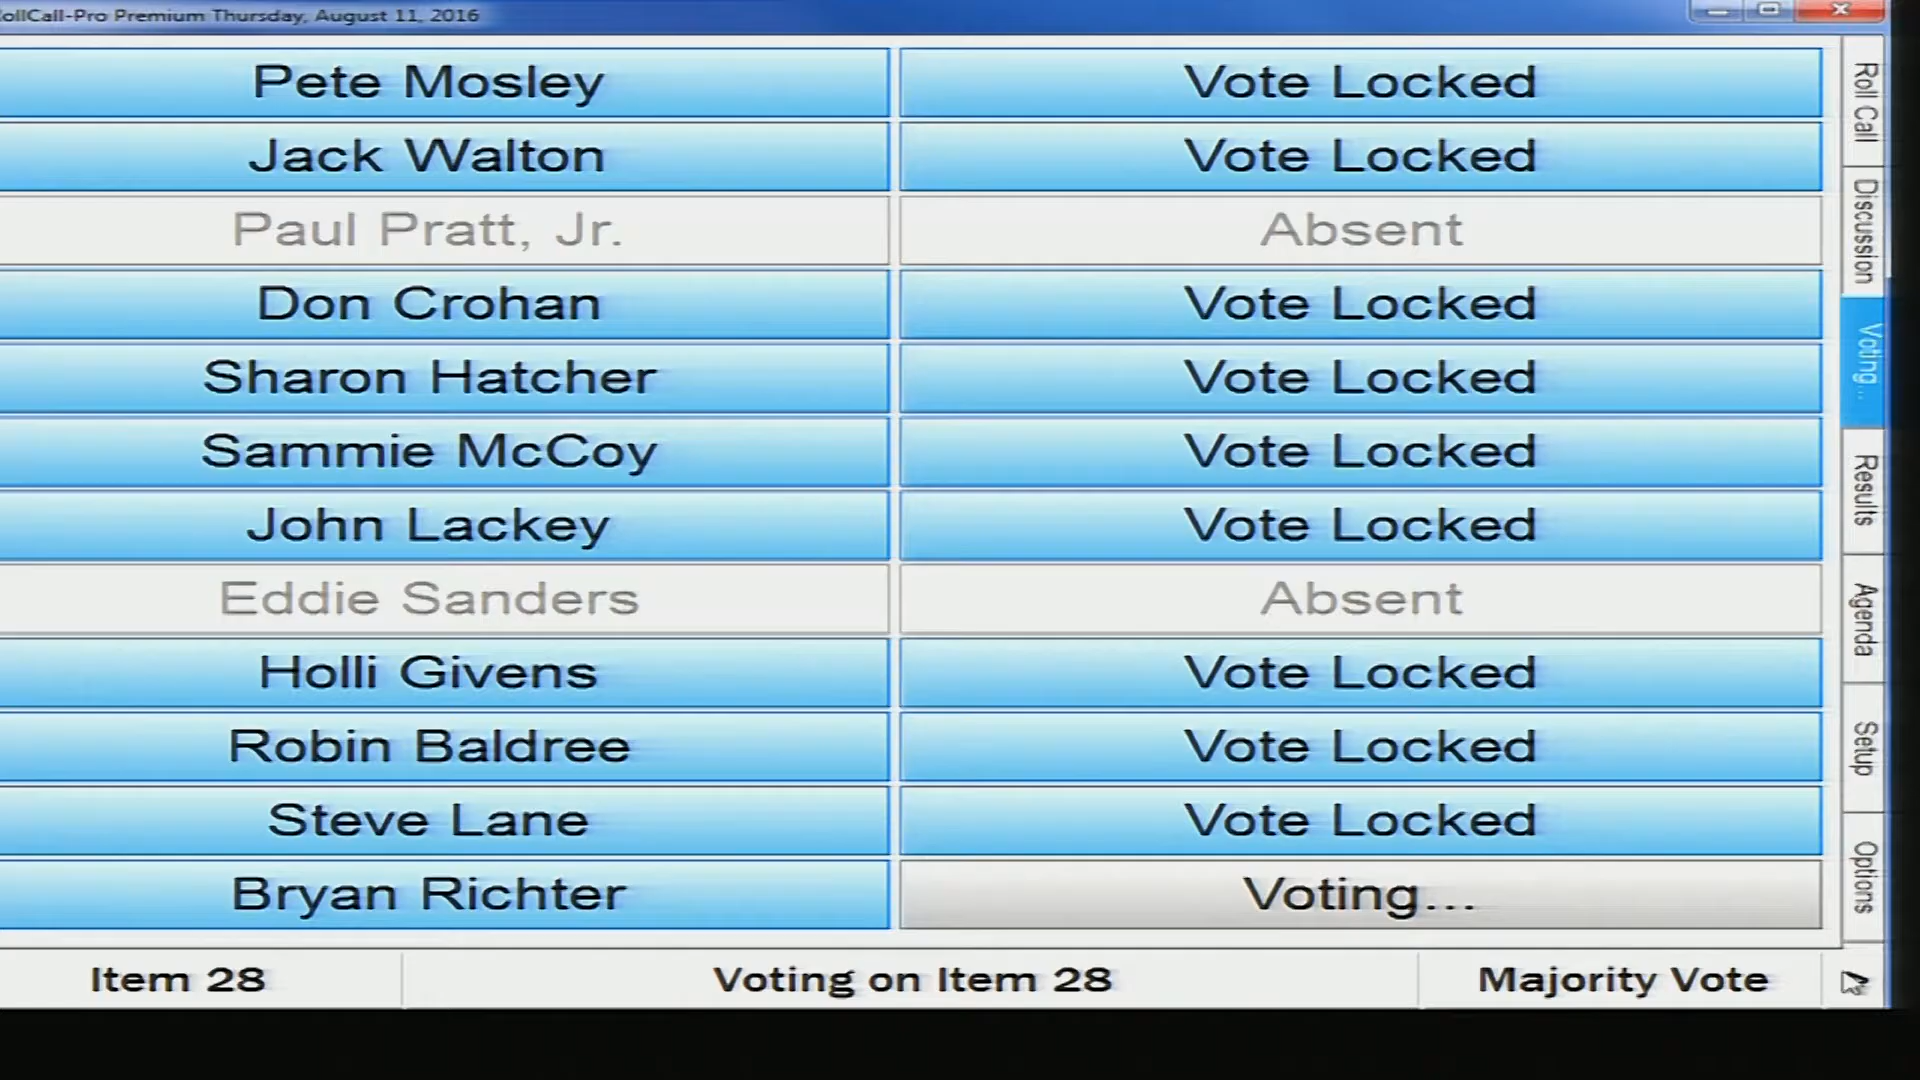 ollCall-Pro Premium Thursday, August 11, 2016
Pete Mosley Vote Locked
Jack Walton Vote Locked
Paul Pratt, Jr. Absent
Don Crohan Vote Locked
Sharon Hatcher Vote Locked
Sammie McCoy Vote Locked
John Lackey Vote Locked
Eddie Sanders Absent
Holli Givens Vote Locked
Robin Baldree Vote Locked
Steve Lane Vote Locked
Bryan Richter Voting...
Item 28 Voting on Item 28 Majority Vote
Roll Call
Discussion
Voting...
Results
Agenda
Setup
Options